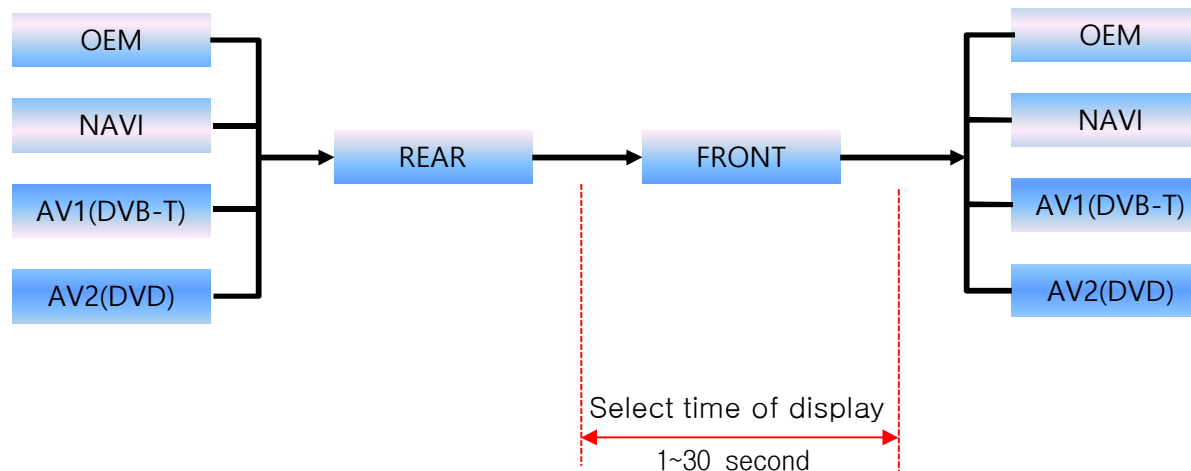 OEM
NAVI
AV1(DVB-T)
AV2(DVD)
REAR
FRONT
OEM
NAVI
AV1(DVB-T)
AV2(DVD)
Select time of display
1~30 second